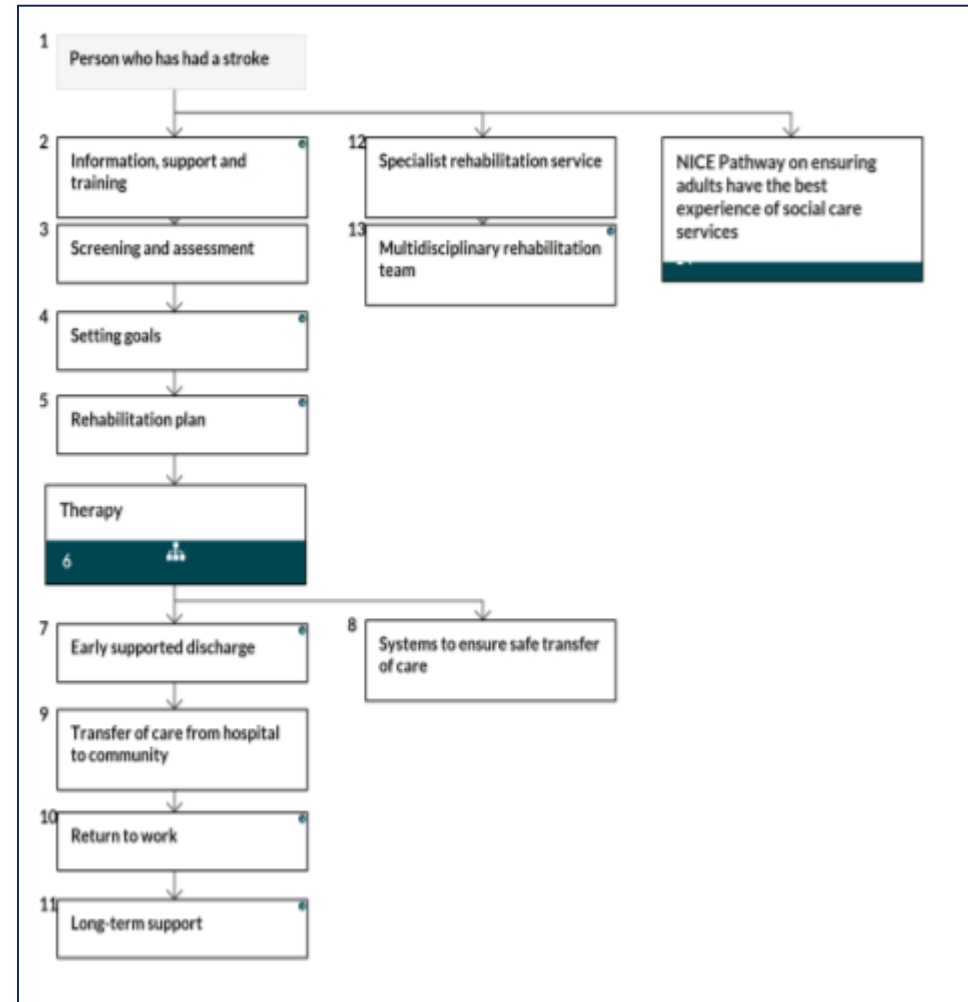 1
Person who has had a stroke
2
Information, support and
training
12
Specialist rehabilitation service
NICE Pathway on ensuring
adults have the best
experience of social care
services
3
Screening and assessment
13
Multidisciplinary rehabilitation
team
4
Setting goals
5
Rehabilitation plan
Therapy
6
7
Early supported discharge
8
Systems to ensure safe transfer
of care
9
Transfer of care from hospital
to community
10
Return to work
11
Long-term support